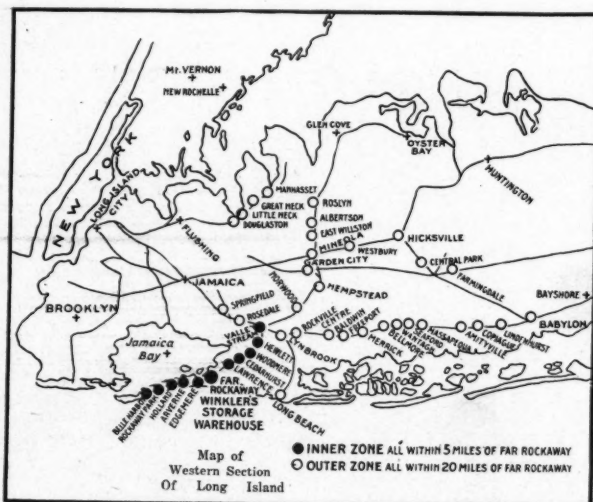 MT. VERNON
NEW ROCHELLE
GLEN COVE
OYSTER BAY
HUNTINGTON
NEW YORK
LONG ISLAND CITY
FLUSHING
MANHASSET
GREAT NECK
LITTLE NECK
DOUGLASTON
ROSLYN
ALBERTSON
EAST WILLSTON
MINEOLA
WESTBURY
HICKSVILLE
GARDEN CITY
CENTRAL PARK
FARMINGDALE
JAMAICA
NORWOOD
HEMPSTEAD
BAYSHORE
BABYLON
BROOKLYN
SPRINGFIELD
ROSEDALE
VALLEY STREAM
Jamaica Bay
LYNBROOK
ROCKVILLE CENTRE
BALDWIN
FREEPORT
MERRICK
BELLMORE
WANTAGH
SEAFORD
MASSAPEQUA
AMITYVILLE
COPIAGUE
LINDENHURST
HEWLETT
WOODMERE
CEDARHURST
LAWRENCE
LONG BEACH
BELLE HARBOR
ROCKAWAY PARK
HOLLAND
ARVERNE
EDGEMERE
FAR
ROCKAWAY
WINKLER'S
STORAGE
WAREHOUSE
Map of
Western Section
Of Long Island
INNER ZONE ALL WITHIN 5 MILES OF FAR ROCKAWAY
OUTER ZONE ALL WITHIN 20 MILES OF FAR ROCKAWAY